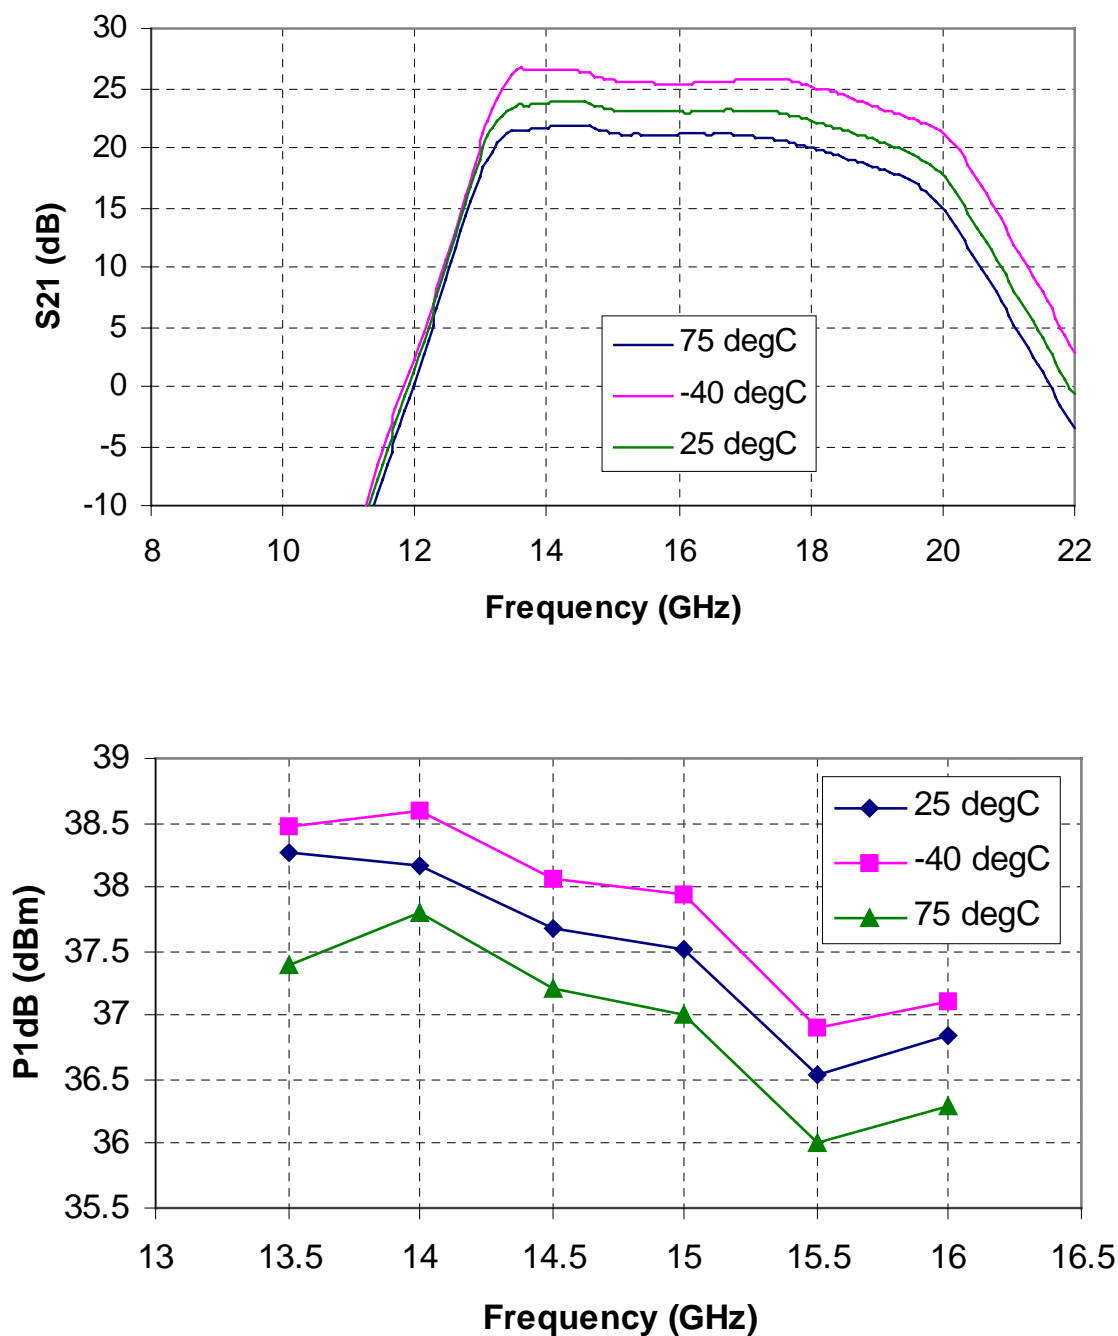 30
25
20
15
10
5
0
-5
-10
S21 (dB)
75 degC
-40 degC
25 degC
8 10 12 14 16 18 20 22
Frequency (GHz)
39
38.5
38
37.5
37
36.5
36
35.5
P1dB (dBm)
25 degC
-40 degC
75 degC
13 13.5 14 14.5 15 15.5 16 16.5
Frequency (GHz)